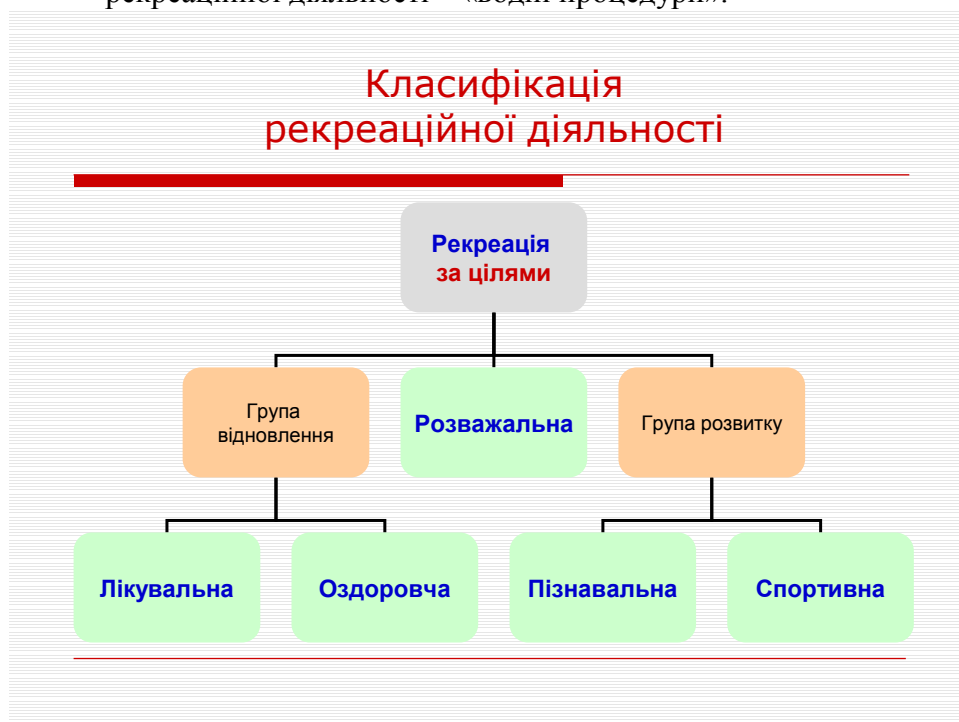 рекреаційної діяльності – «водні процедури».
Класифікація
рекреаційної діяльності
Рекреація
за цілями
Група
відновлення
Розважальна
Група розвитку
Лікувальна
Оздоровча
Пізнавальна
Спортивна